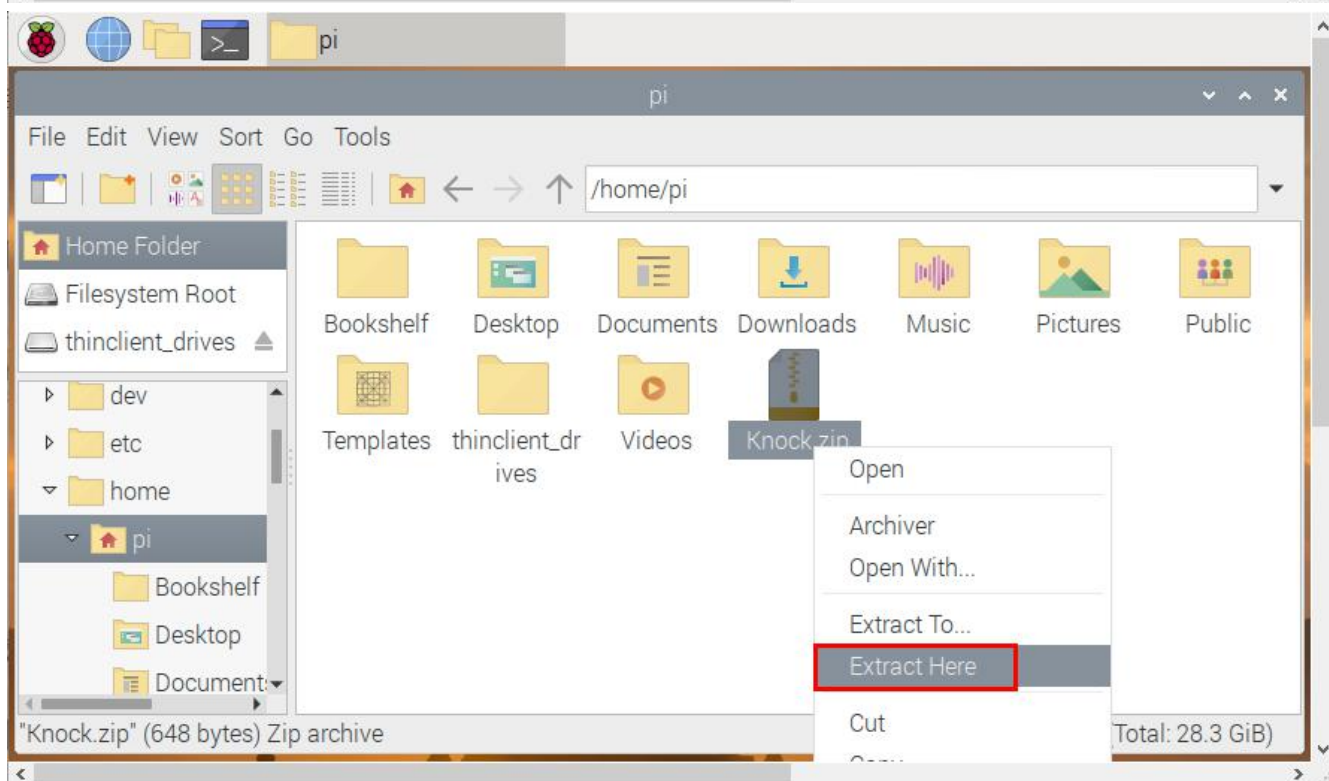 pi
pi
File Edit View Sort Go Tools
/home/pi
Home Folder
Filesystem Root
thinclient_drives
dev
etc
home
pi
Bookshelf
Desktop
Documents
Bookshelf Desktop Documents Downloads Music Pictures Public
Templates thinclient_dr Videos Knock.zip
ives
Open
Archiver
Open With...
Extract To...
Extract Here
Cut
Copy
"Knock.zip" (648 bytes) Zip archive
(Total: 28.3 GiB)